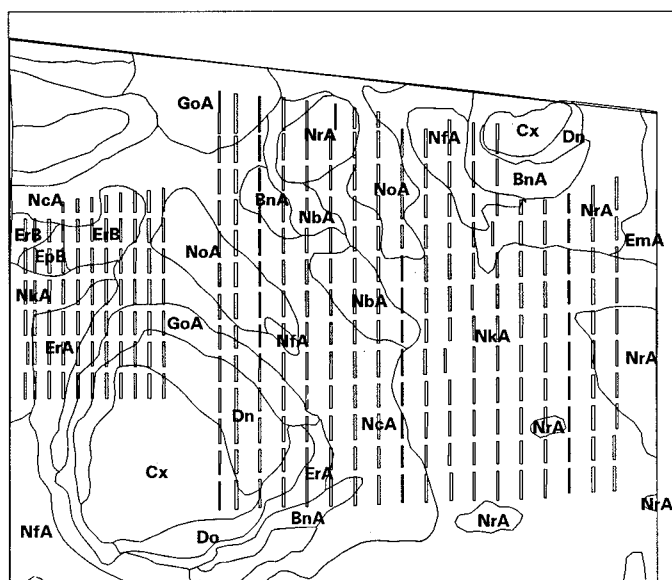 GoA
NrA
NfA
Cx
Dn
NcA
BnA
NbA
NoA
BnA
NrA
ErB
ErB
EmA
EpB
NoA
NkA
NbA
GoA
ErA
NfA
NkA
NrA
Dn
NcA
NrA
Cx
ErA
NfA
Do
BnA
NrA
NrA